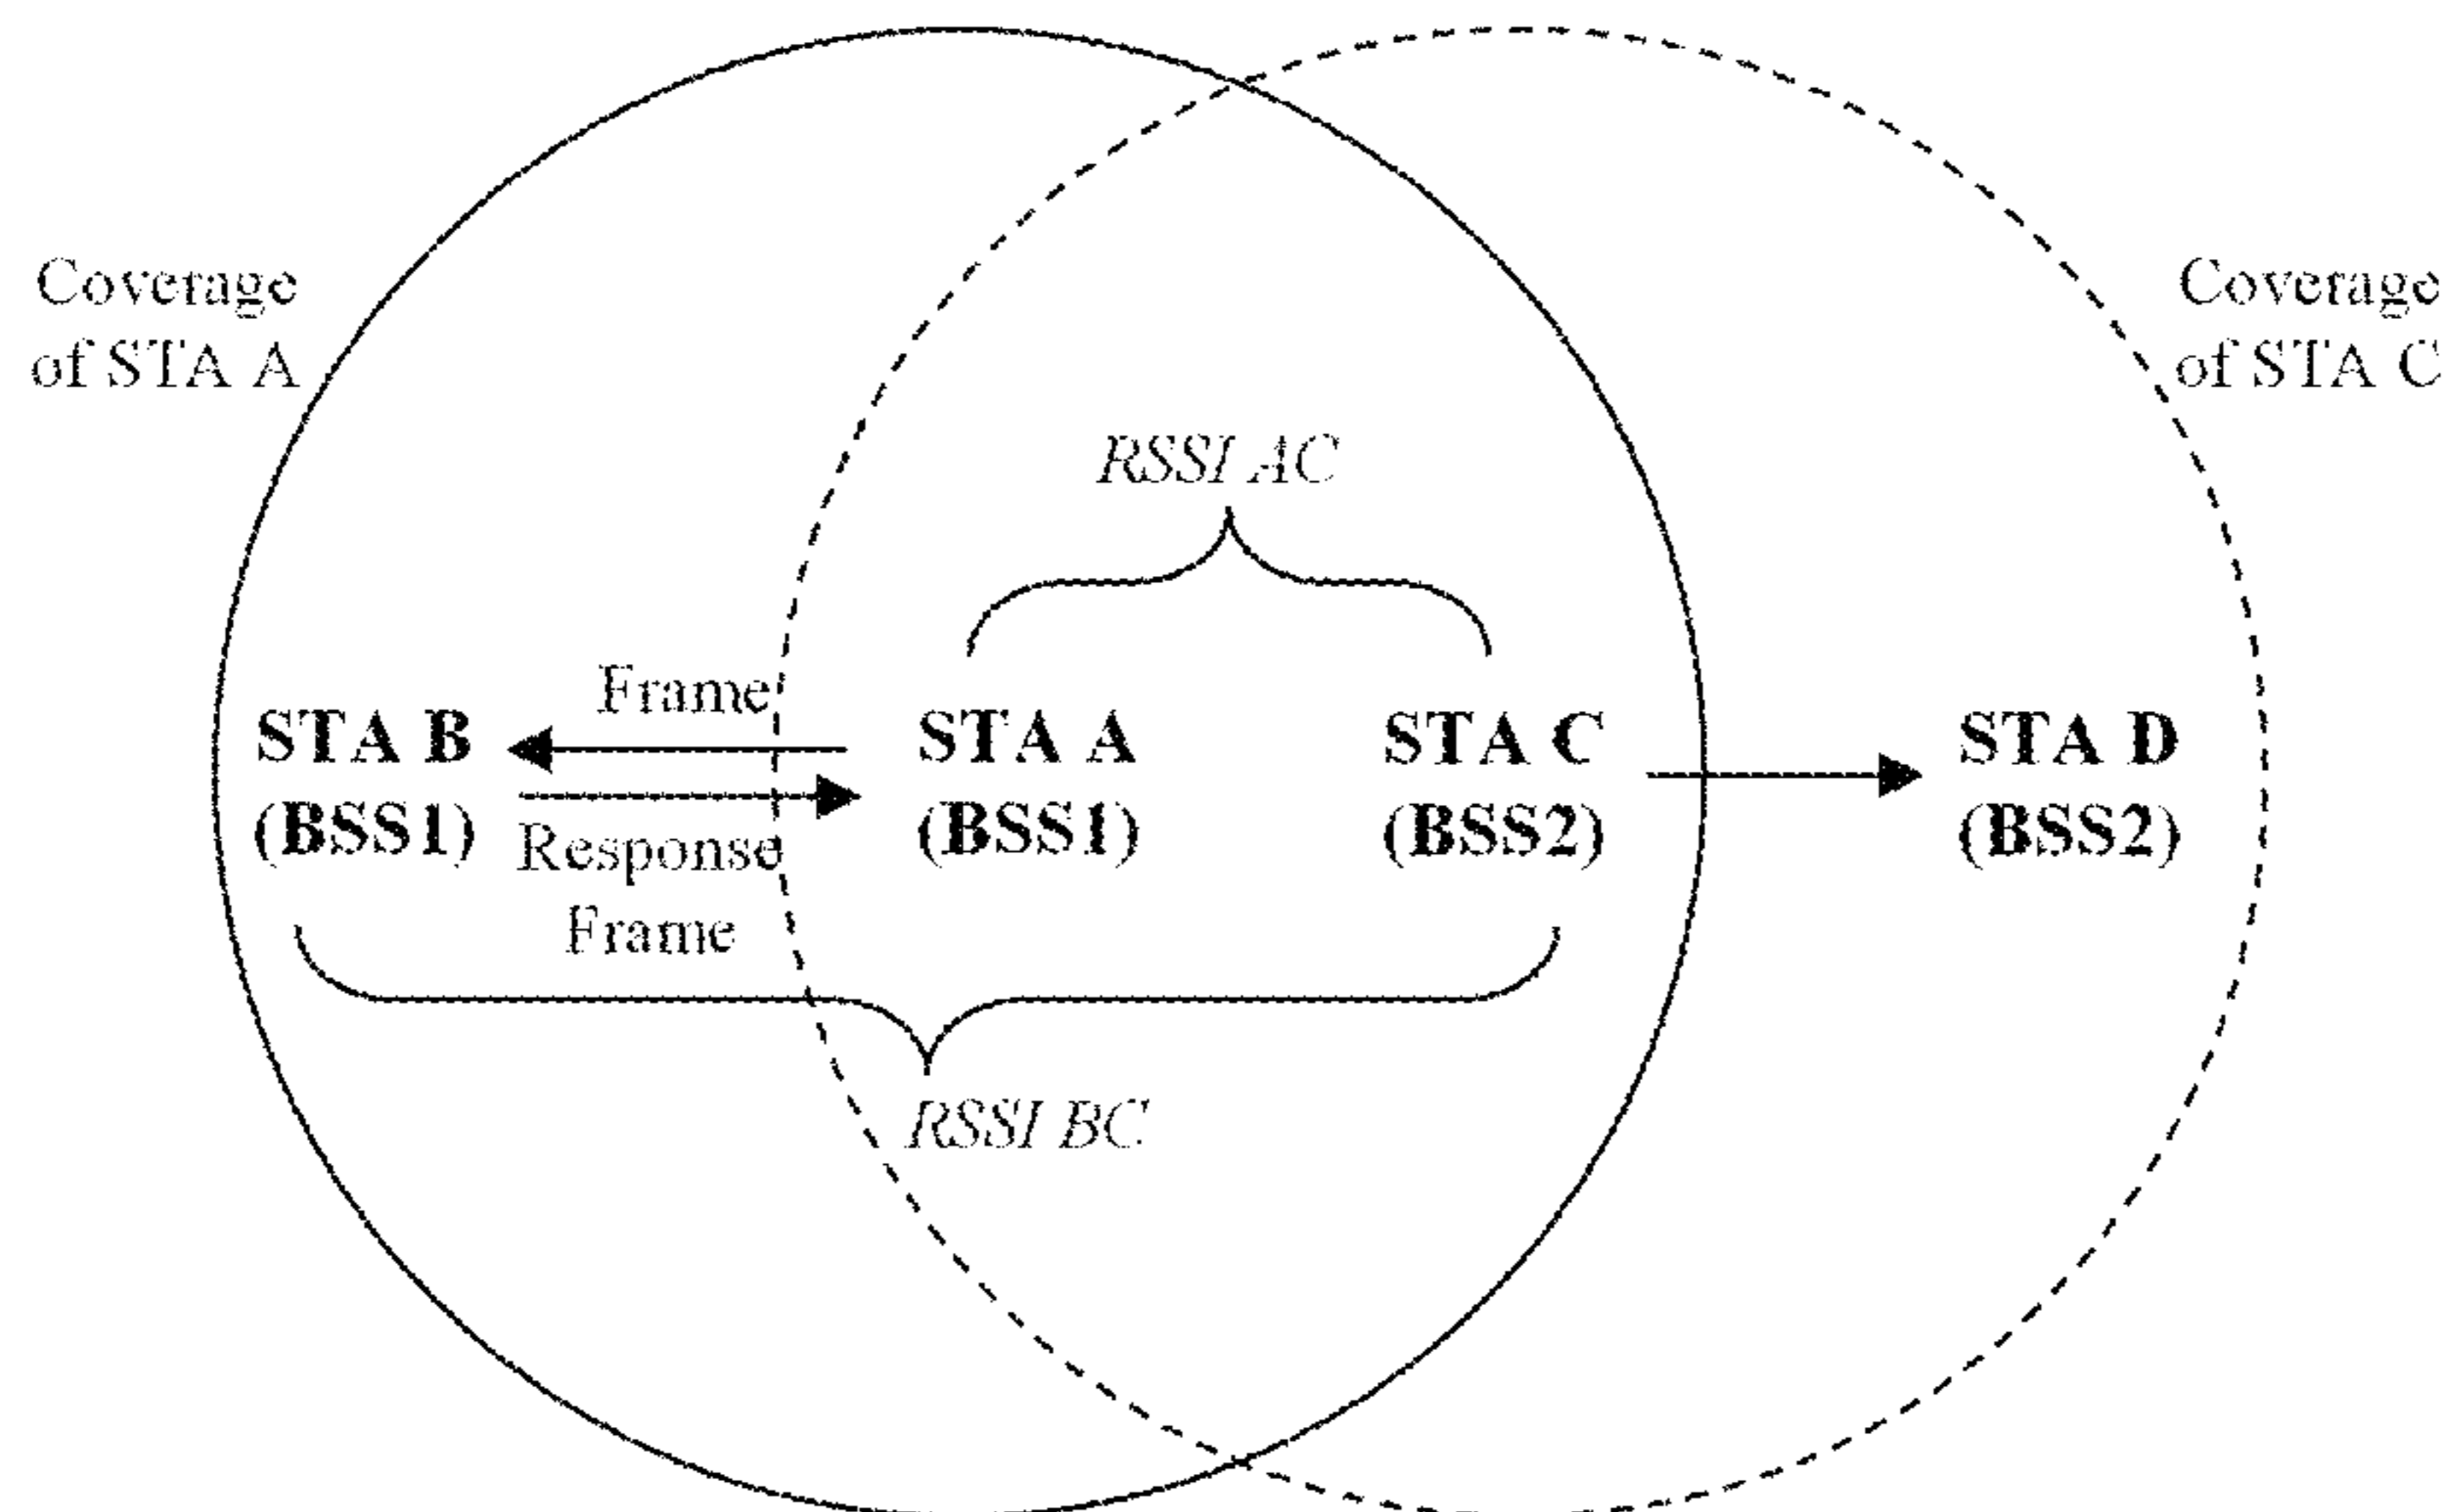 Coverage
of STA A
Coverage
of STA C
RSSI AC
Frame
STA B
(BSS1)
STA A
(BSS1)
STA C
(BSS2)
STA D
(BSS2)
Response
Frame
RSSI BC